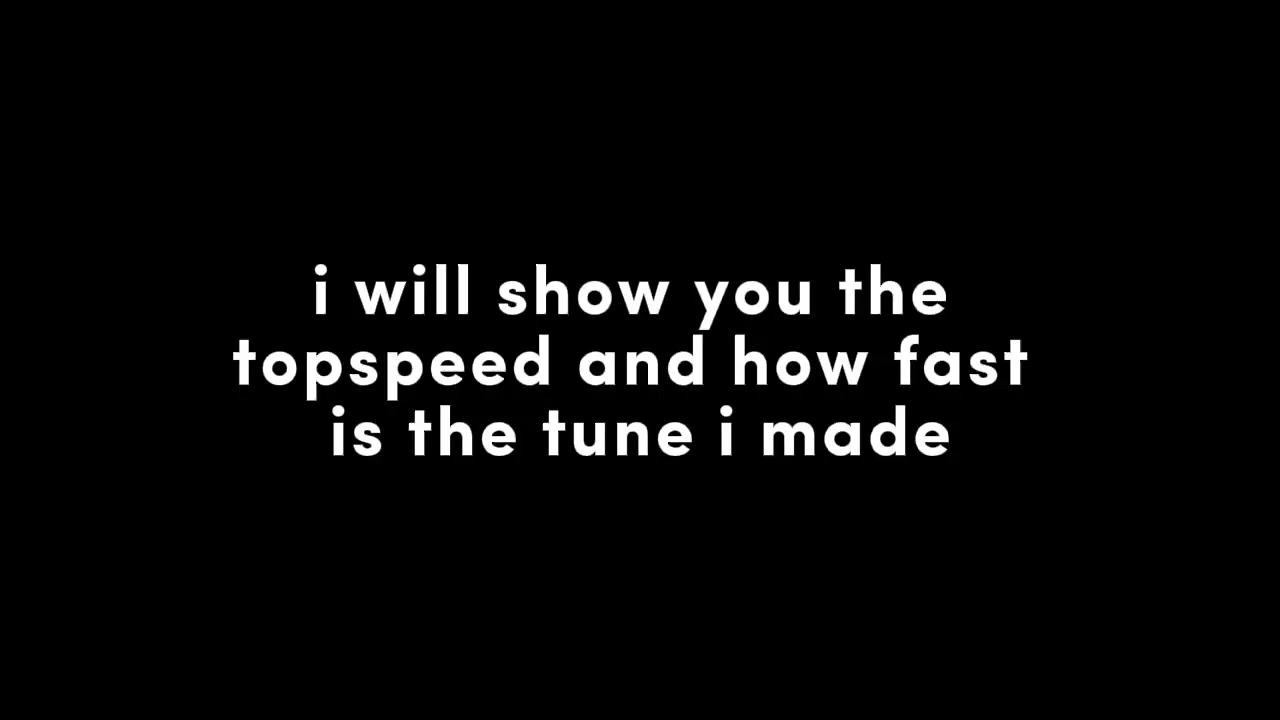 i will show you the
topspeed and how fast
is the tune i made